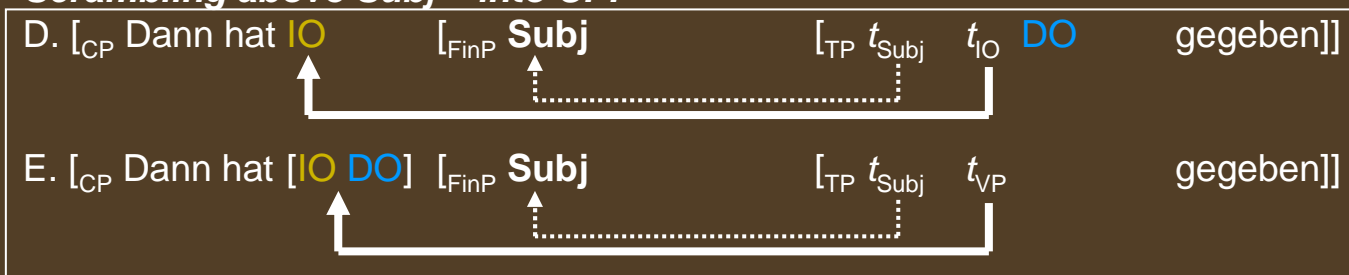 Scrambling above Subj – into CP?
D. [CP Dann hat IO [FinP Subj [TP tSubj tIO DO gegeben]]
E. [CP Dann hat [IO DO] [FinP Subj [TP tSubj tVP gegeben]]